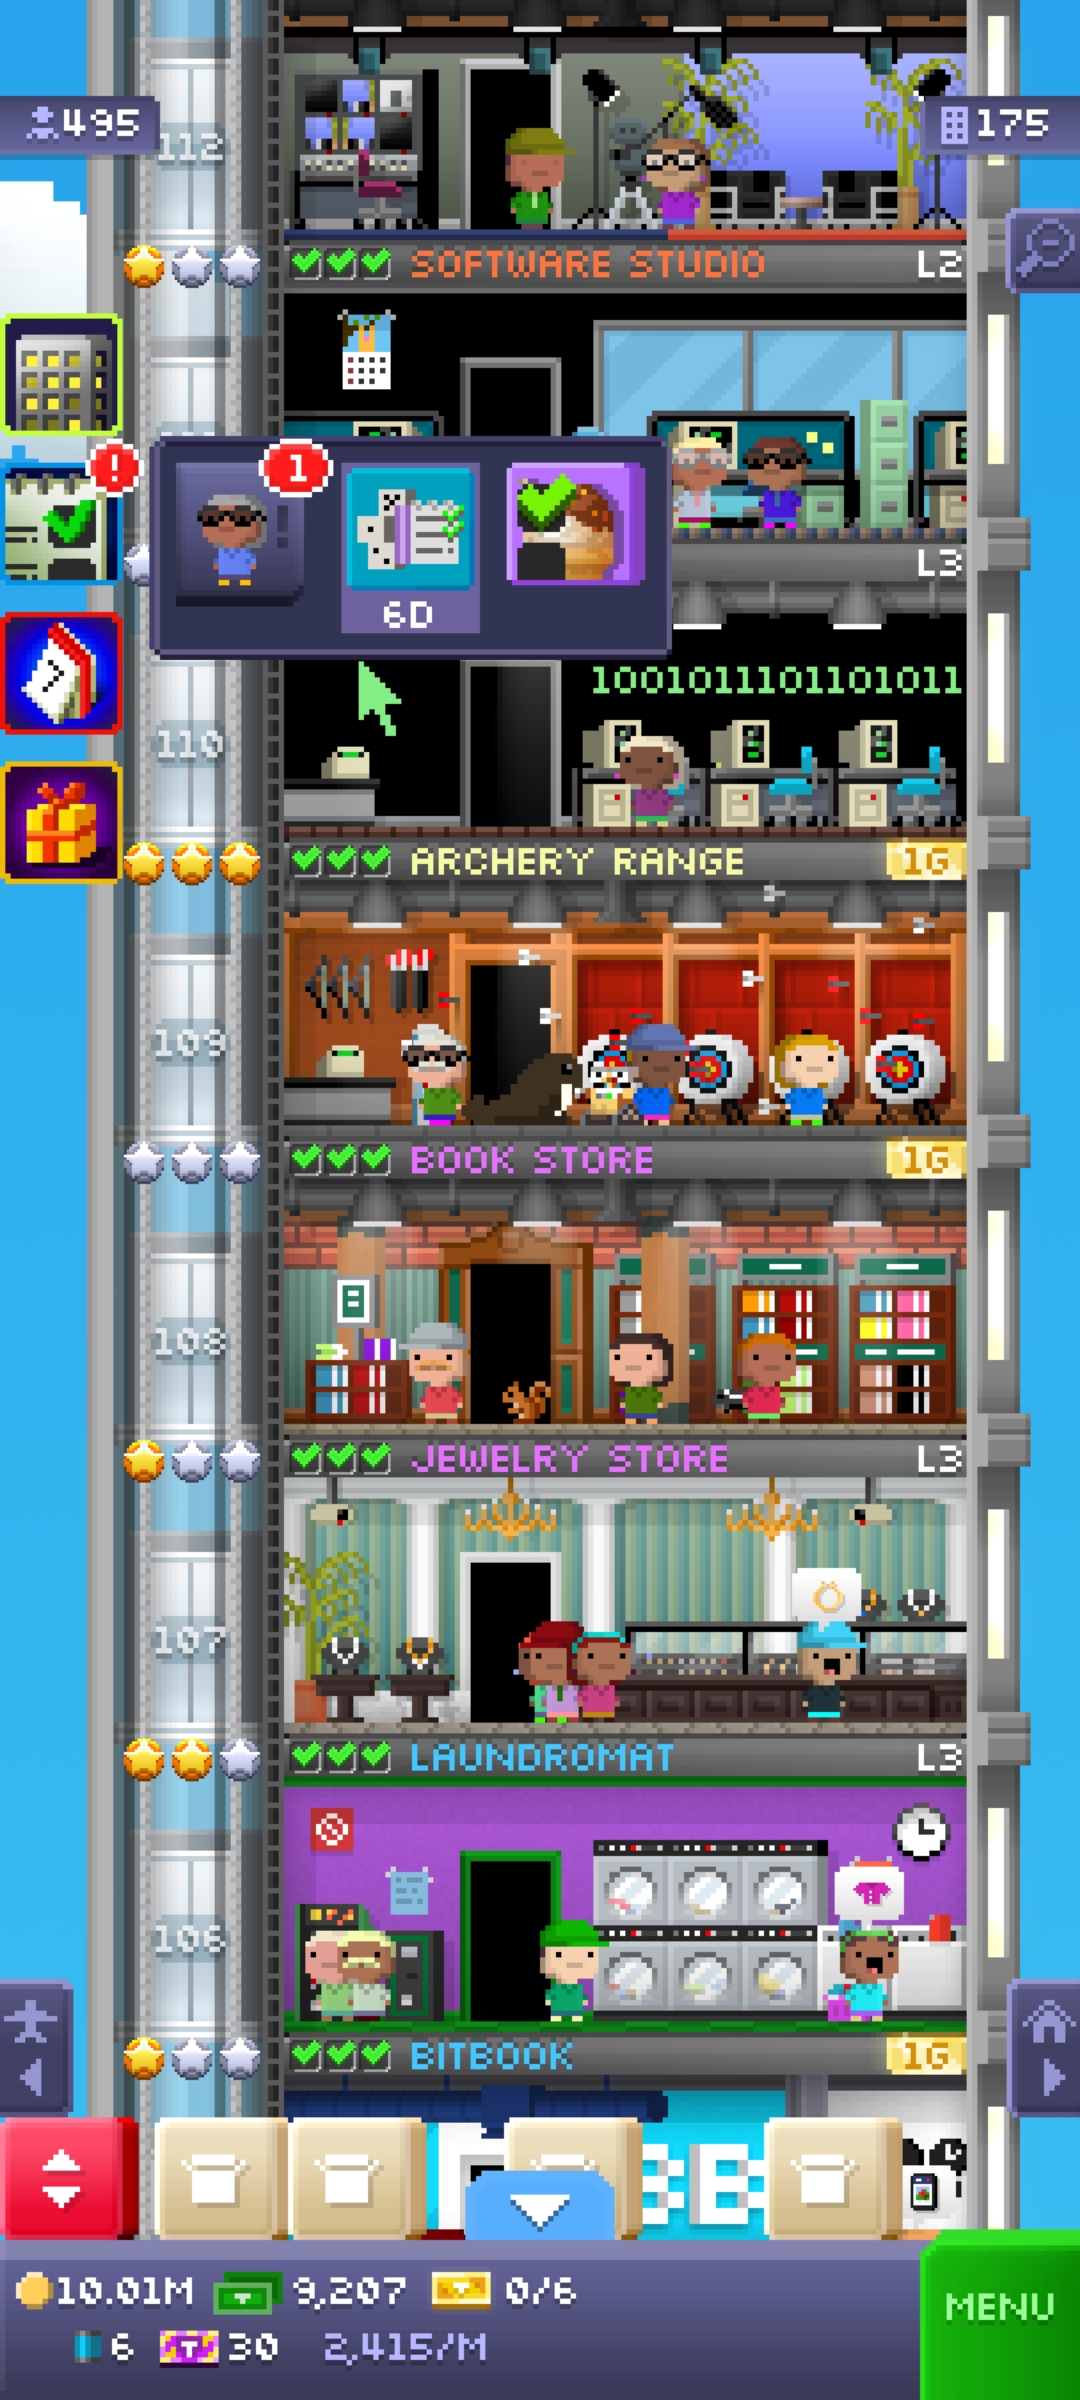 495
175
112
SOFTWARE STUDIO L2
1
6D
L3
1001011101101011
7
110
ARCHERY RANGE 1G
109
BOOK STORE 1G
108
JEWELRY STORE L3
107
LAUNDROMAT L3
106
BITBOOK 1G
10.01M 9,207 0/6
MENU
6 30 2,415/M